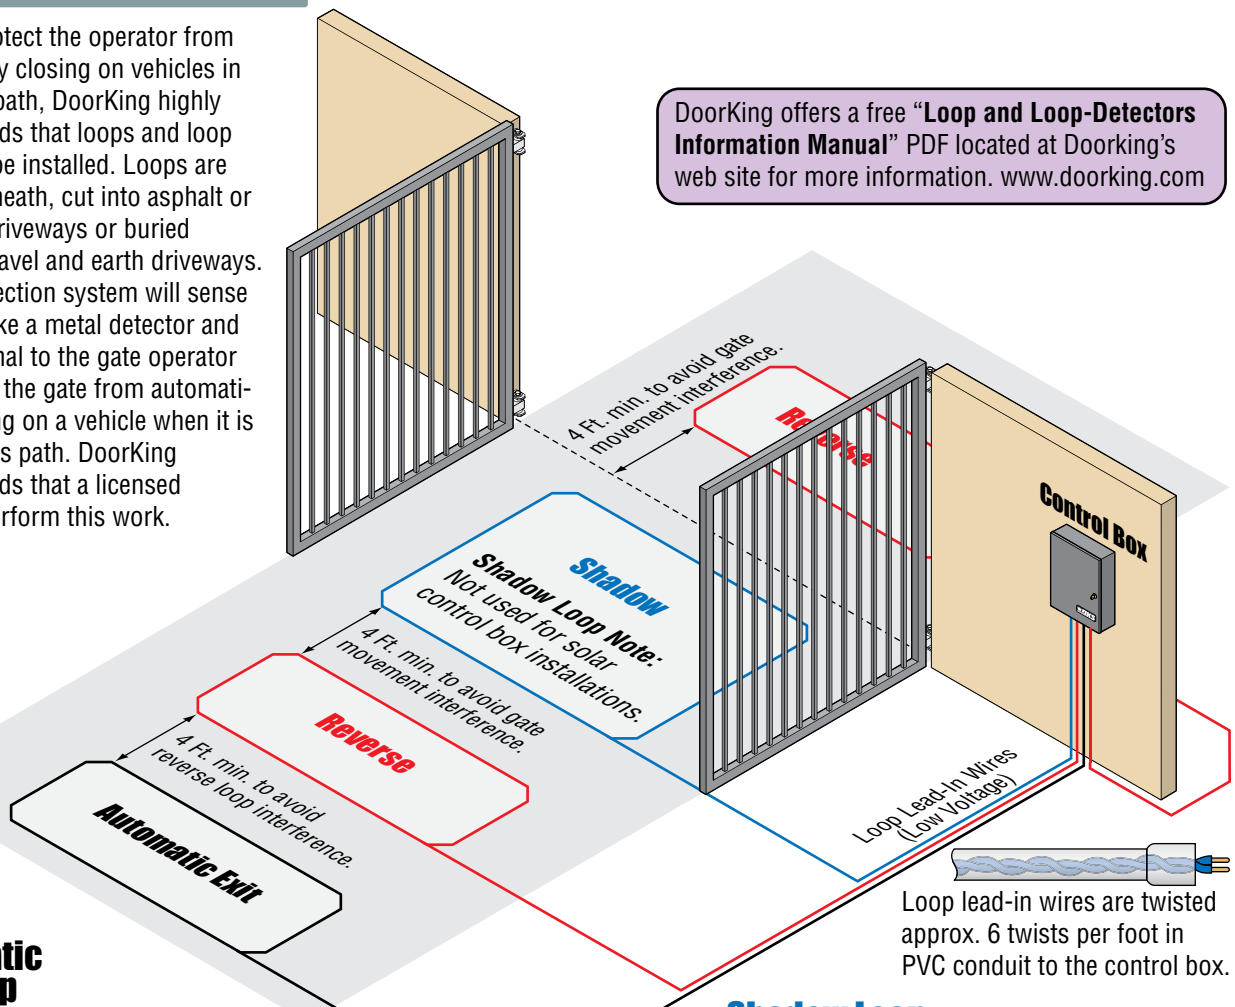 otect the operator from
y closing on vehicles in
path, DoorKing highly
ds that loops and loop
be installed. Loops are
neath, cut into asphalt or
riveways or buried
avel and earth driveways.
ection system will sense
ke a metal detector and
nal to the gate operator
the gate from automati-
ng on a vehicle when it is
s path. DoorKing
ds that a licensed
rform this work.
DoorKing offers a free “Loop and Loop-Detectors
Information Manual” PDF located at Doorking’s
web site for more information. www.doorking.com
4 Ft. min. to avoid gate
movement interference.
Reverse
Control Box
Shadow
Shadow Loop Note:
Not used for solar
control box installations.
4 Ft. min. to avoid gate
movement interference.
Reverse
4 Ft. min. to avoid
reverse loop interference.
Automatic Exit
Loop Lead-In Wires
(Low Voltage)
Loop lead-in wires are twisted
approx. 6 twists per foot in
PVC conduit to the control box.
tic
p
Shadow Loop